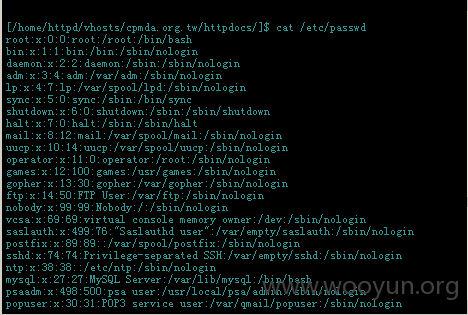 [/home/httpd/vhosts/cpmda.org.tw/httpdocs/]$ cat /etc/passwd
root:x:0:0:root:/root:/bin/bash
bin:x:1:1:bin:/bin:/sbin/nologin
daemon:x:2:2:daemon:/sbin:/sbin/nologin
adm:x:3:4:adm:/var/adm:/sbin/nologin
lp:x:4:7:lp:/var/spool/lpd:/sbin/nologin
sync:x:5:0:sync:/sbin:/bin/sync
shutdown:x:6:0:shutdown:/sbin:/sbin/shutdown
halt:x:7:0:halt:/sbin:/sbin/halt
mail:x:8:12:mail:/var/spool/mail:/sbin/nologin
uucp:x:10:14:uucp:/var/spool/uucp:/sbin/nologin
operator:x:11:0:operator:/root:/sbin/nologin
games:x:12:100:games:/usr/games:/sbin/nologin
gopher:x:13:30:gopher:/var/gopher:/sbin/nologin
ftp:x:14:50:FTP User:/var/ftp:/sbin/nologin
nobody:x:99:99:Nobody:/:/sbin/nologin
vcsa:x:69:69:virtual console memory owner:/dev:/sbin/nologin
saslauth:x:499:76:"Saslauthd user":/var/empty/saslauth:/sbin/nologin
postfix:x:89:89::/var/spool/postfix:/sbin/nologin
sshd:x:74:74:Privilege-separated SSH:/var/empty/sshd:/sbin/nologin
ntp:x:38:38::/etc/ntp:/sbin/nologin
mysql:x:27:27:MySQL Server:/var/lib/mysql:/bin/bash
psaadm:x:498:500:psa user:/usr/local/psa/admin:/sbin/nologin
popuser:x:30:31:POP3 service user:/var/qmail/popuser:/sbin/nologin
www.wooyun.org